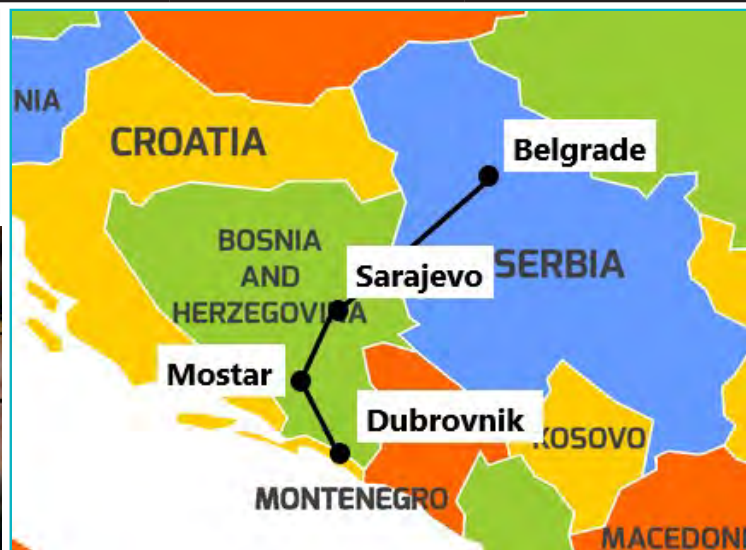 NIA
CROATIA
Belgrade
BOSNIA
AND
HERZEGOVINA
Sarajevo
SERBIA
Mostar
Dubrovnik
KOSOVO
MONTENEGRO
MACEDONI